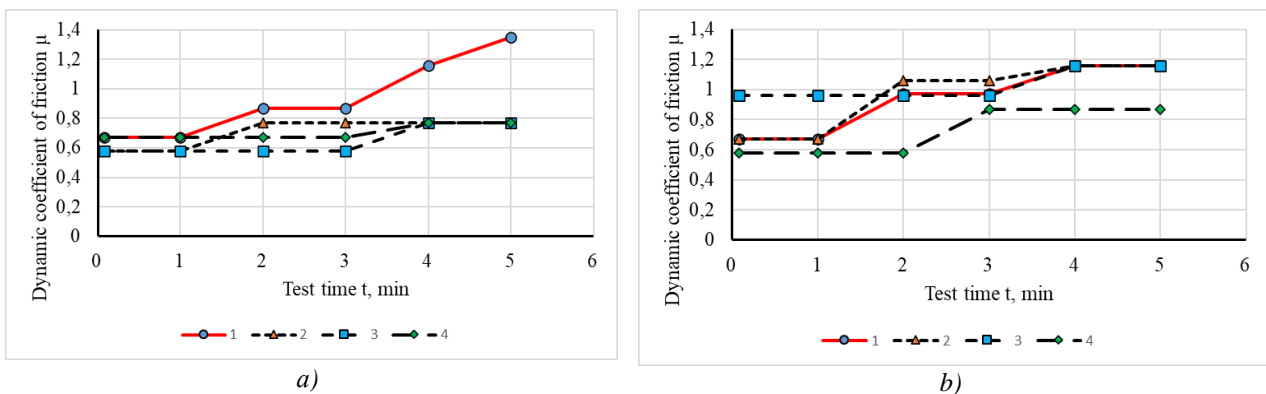 Dynamic coefficient of friction μ
1,4
1,2
1
0,8
0,6
0,4
0,2
0
0 1 2 3 4 5 6
Test time t, min
1 2 3 4
a)
Dynamic coefficient of friction μ
1,4
1,2
1
0,8
0,6
0,4
0,2
0
0 1 2 3 4 5 6
Test time t, min
1 2 3 4
b)